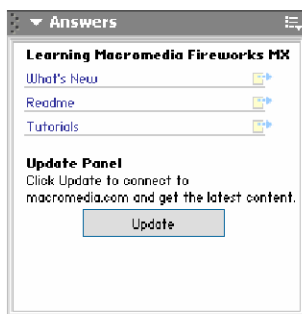 Answers
Learning Macromedia Fireworks MX
What's New
Readme
Tutorials
Update Panel
Click Update to connect to
macromedia.com and get the latest content.
Update